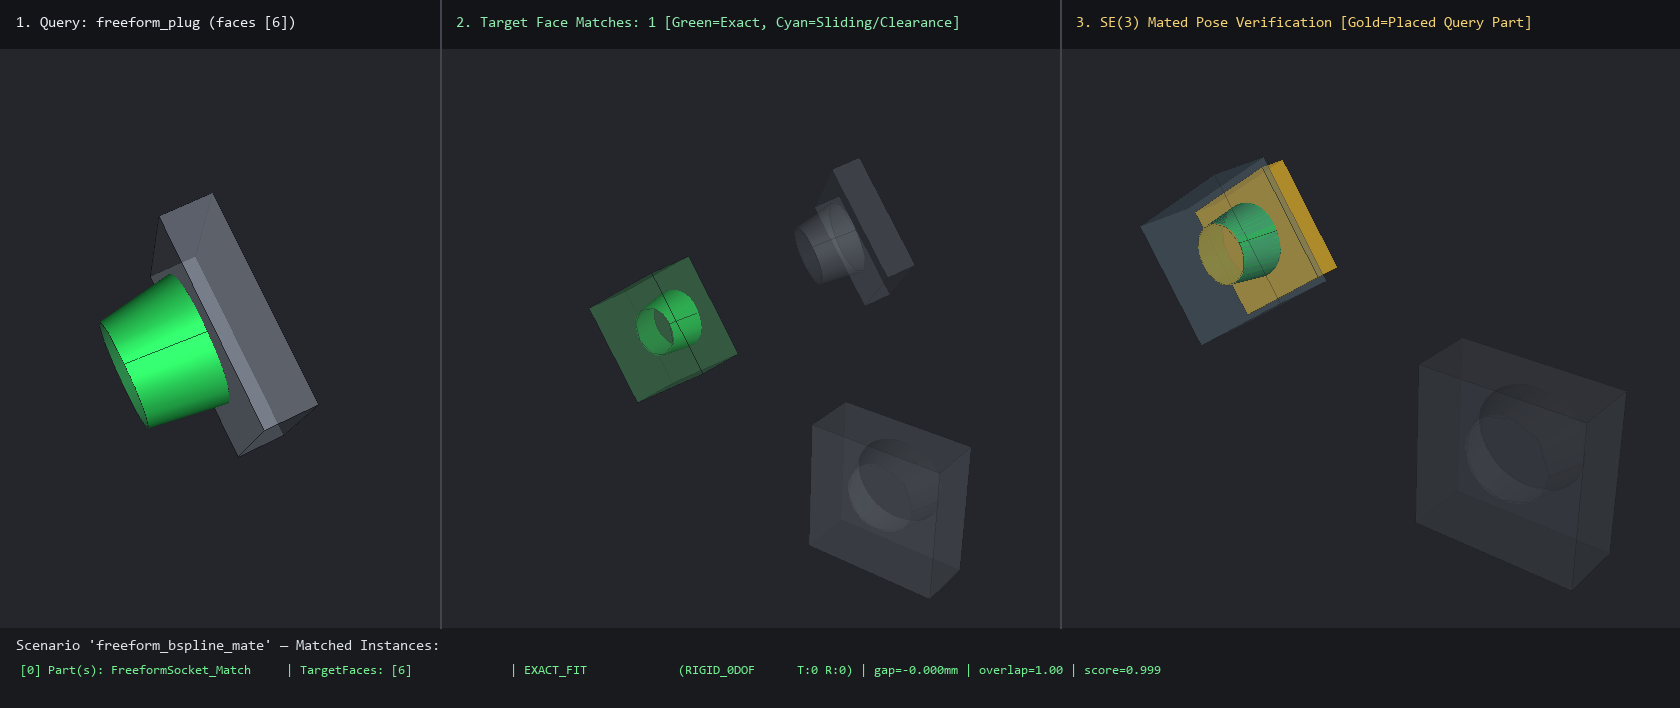 1. Query: freeform_plug (faces [6])
2. Target Face Matches: 1 [Green=Exact, Cyan=Sliding/Clearance]
3. SE(3) Mated Pose Verification [Gold=Placed Query Part]
Scenario 'freeform_bspline_mate' — Matched Instances:
[0] Part(s): FreeformSocket_Match | TargetFaces: [6] | EXACT_FIT (RIGID_0DOF T:0 R:0) | gap=-0.000mm | overlap=1.00 | score=0.999